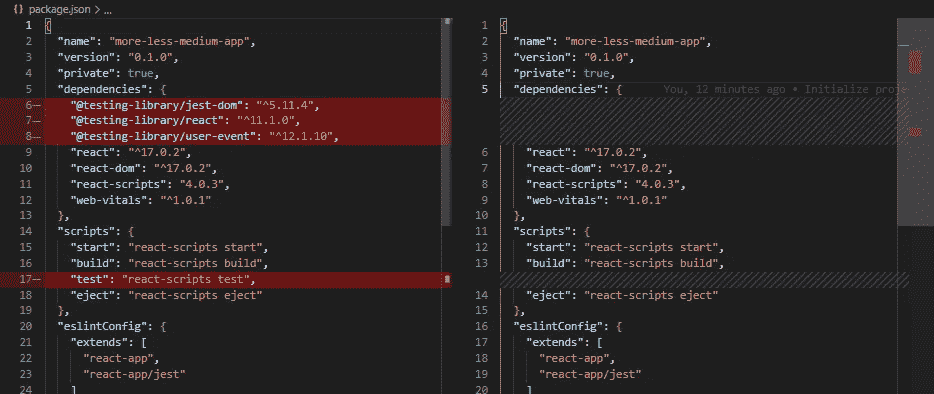 {} package.json > ...
1 {
2 "name": "more-less-medium-app",
3 "version": "0.1.0",
4 "private": true,
5 "dependencies": {
6— "@testing-library/jest-dom": "^5.11.4",
7— "@testing-library/react": "^11.1.0",
8— "@testing-library/user-event": "^12.1.10",
9 "react": "^17.0.2",
10 "react-dom": "^17.0.2",
11 "react-scripts": "4.0.3",
12 "web-vitals": "^1.0.1"
13 },
14 "scripts": {
15 "start": "react-scripts start",
16 "build": "react-scripts build",
17— "test": "react-scripts test",
18 "eject": "react-scripts eject"
19 },
20 "eslintConfig": {
21 "extends": [
22 "react-app",
23 "react-app/jest"
24 ]
1 {
2 "name": "more-less-medium-app",
3 "version": "0.1.0",
4 "private": true,
5 "dependencies": { You, 12 minutes ago • Initialize proje
6 "react": "^17.0.2",
7 "react-dom": "^17.0.2",
8 "react-scripts": "4.0.3",
9 "web-vitals": "^1.0.1"
10 },
11 "scripts": {
12 "start": "react-scripts start",
13 "build": "react-scripts build",
14 "eject": "react-scripts eject"
15 },
16 "eslintConfig": {
17 "extends": [
18 "react-app",
19 "react-app/jest"
20 ]